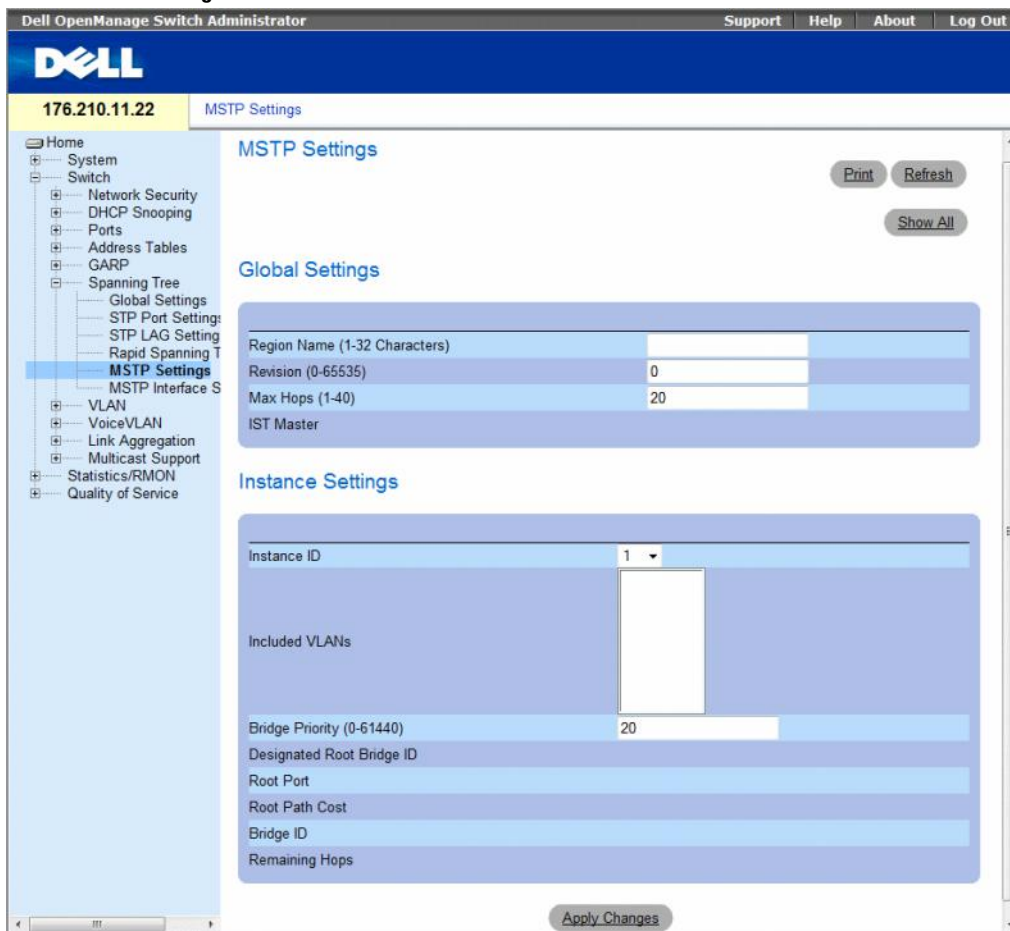 Dell OpenManage Switch Administrator Support Help About Log Out
DELL
176.210.11.22 MSTP Settings
Home
System
Switch
Network Security
DHCP Snooping
Ports
Address Tables
GARP
Spanning Tree
Global Settings
STP Port Settings
STP LAG Setting
Rapid Spanning T
MSTP Settings
MSTP Interface S
VLAN
VoiceVLAN
Link Aggregation
Multicast Support
Statistics/RMON
Quality of Service
MSTP Settings
Print Refresh
Show All
Global Settings
Region Name (1-32 Characters)
Revision (0-65535) 0
Max Hops (1-40) 20
IST Master
Instance Settings
Instance ID 1
Included VLANs
Bridge Priority (0-61440) 20
Designated Root Bridge ID
Root Port
Root Path Cost
Bridge ID
Remaining Hops
Apply Changes